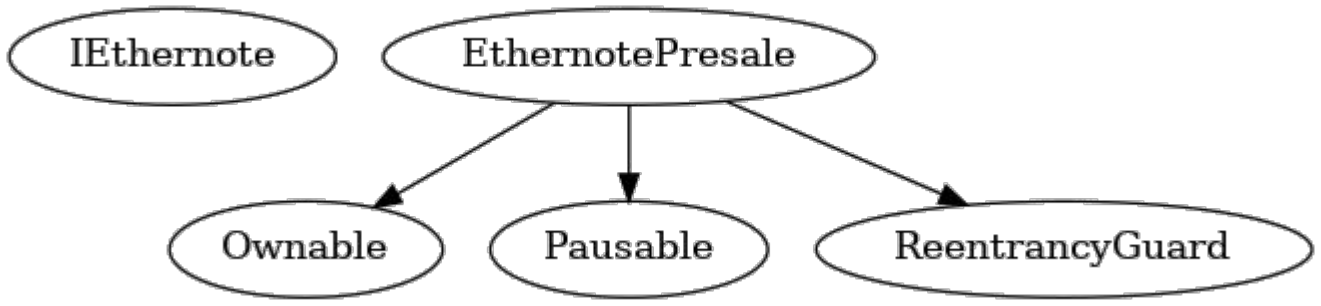 IEthernote
EthernotePresale
Ownable
Pausable
ReentrancyGuard